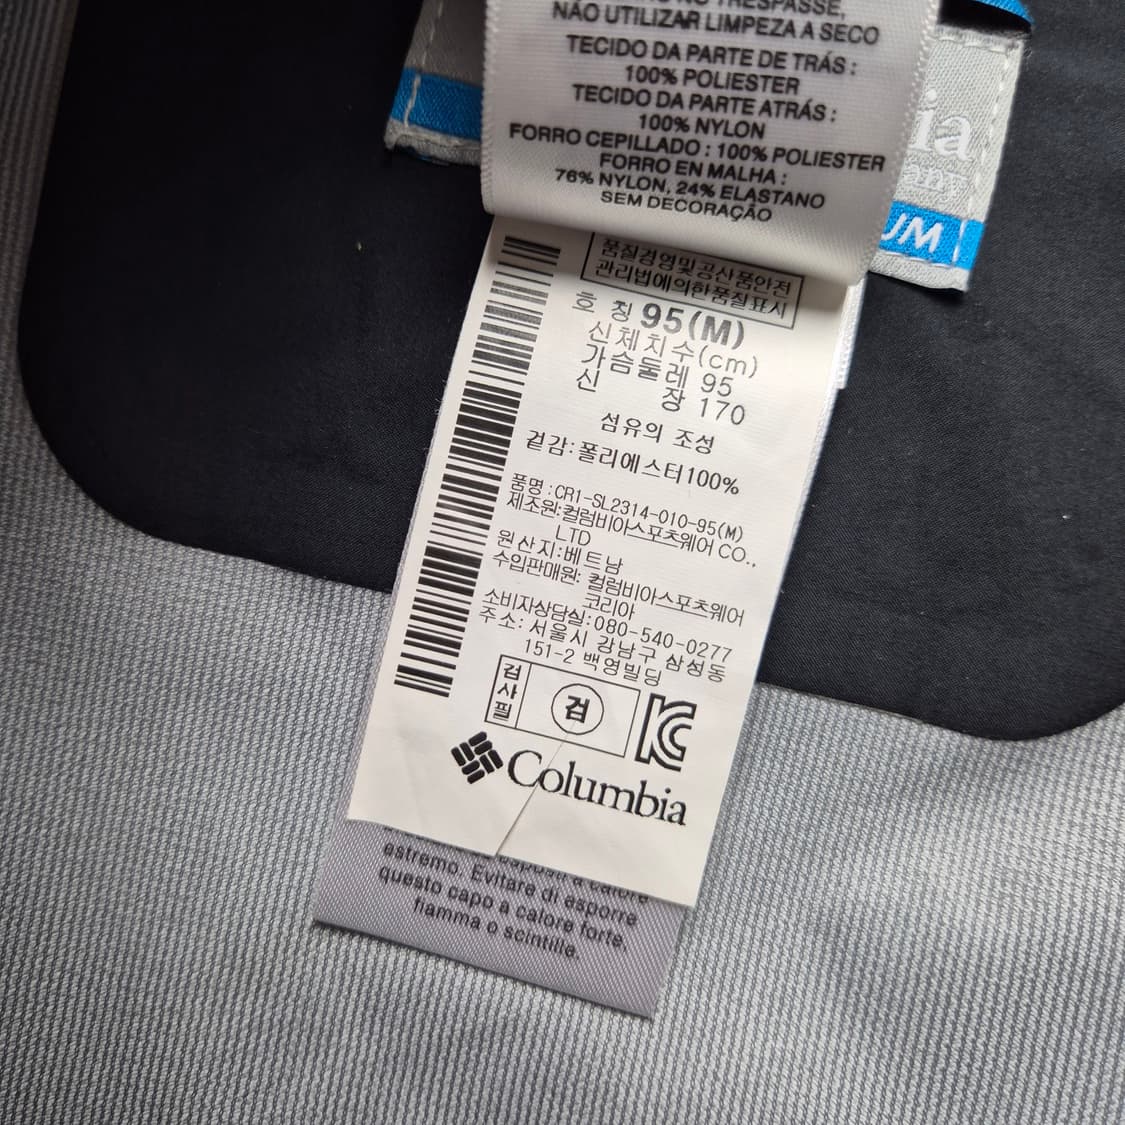 NO TRESPASSE,
NÃO UTILIZAR LIMPEZA A SECO
TECIDO DA PARTE DE TRÁS :
100% POLIESTER
TECIDO DA PARTE ATRÁS :
100% NYLON
FORRO CEPILLADO : 100% POLIESTER
FORRO EN MALHA :
76% NYLON, 24% ELASTANO
SEM DECORAÇÃO
ia
any
UM
품질경영및공산품안전
관리법에의한품질표시
호 칭 95(M)
신체치수(cm)
가슴둘레 95
신 장 170
섬유의 조성
겉감:폴리에스터100%
품명:CR1-SL2314-010-95(M)
제조원:컬럼비아스포츠웨어 CO.,
LTD
원산지:베트남
수입판매원: 컬럼비아스포츠웨어
코리아
소비자상담실:080-540-0277
주소: 서울시 강남구 삼성동
151-2 백영빌딩
검사필
검
KC
Columbia
esposti a calore
estremo. Evitare di esporre
questo capo a calore forte,
fiamma o scintille.